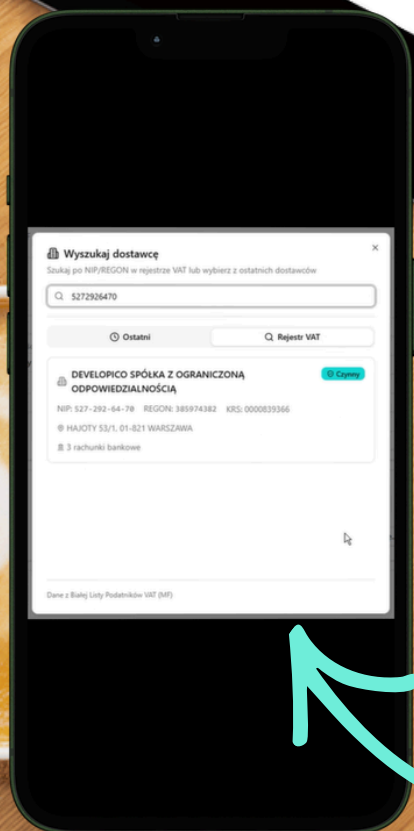 Wyszukaj dostawcę
Szukaj po NIP/REGON w rejestrze VAT lub wybierz z ostatnich dostawców
5272926470
Ostatni
Rejestr VAT
DEVELOPICO SPÓŁKA Z OGRANICZONĄ
Czynny
ODPOWIEDZIALNOŚCIĄ
NIP: 527-292-64-70 REGON: 385974382 KRS: 0000839366
HAJOTY 53/1, 01-821 WARSZAWA
3 rachunki bankowe
Dane z Białej Listy Podatników VAT (MF)